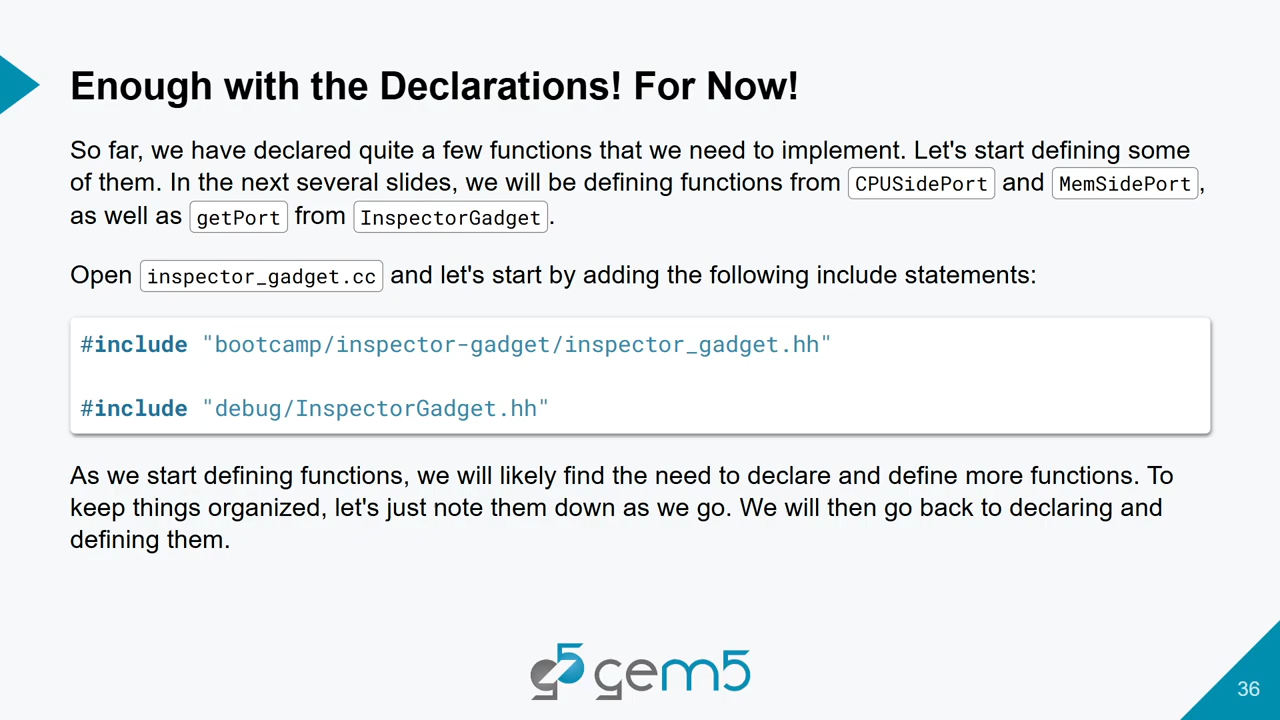 Enough with the Declarations! For Now!
So far, we have declared quite a few functions that we need to implement. Let's start defining some
of them. In the next several slides, we will be defining functions from CPUSidePort and MemSidePort,
as well as getPort from InspectorGadget.
Open inspector_gadget.cc and let's start by adding the following include statements:
#include "bootcamp/inspector-gadget/inspector_gadget.hh"
#include "debug/InspectorGadget.hh"
As we start defining functions, we will likely find the need to declare and define more functions. To
keep things organized, let's just note them down as we go. We will then go back to declaring and
defining them.
g5 gem5
36